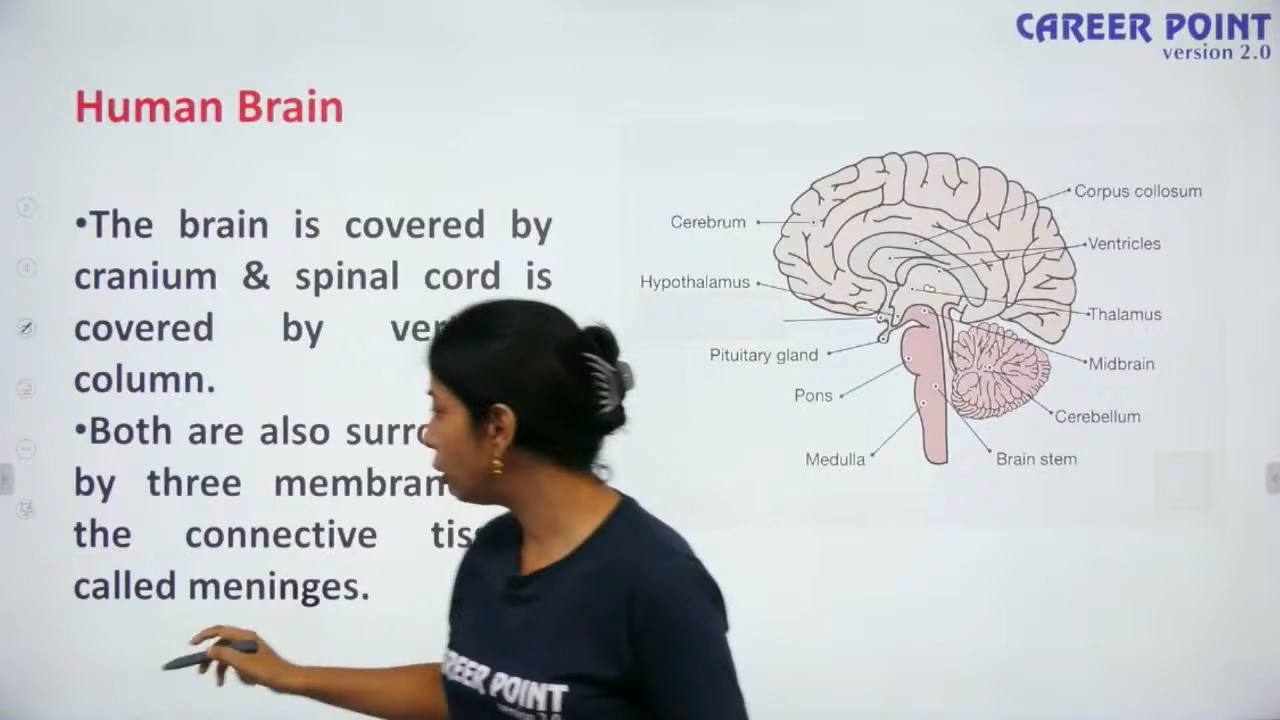 CAREER POINT
version 2.0
Human Brain
•The brain is covered by
cranium & spinal cord is
covered by
column.
•Both are also
by three
the connective
called meninges.
Cerebrum
Hypothalamus
Pituitary gland
Pons
Medulla
Corpus collosum
Ventricles
Thalamus
Midbrain
Cerebellum
Brain stem
POINT